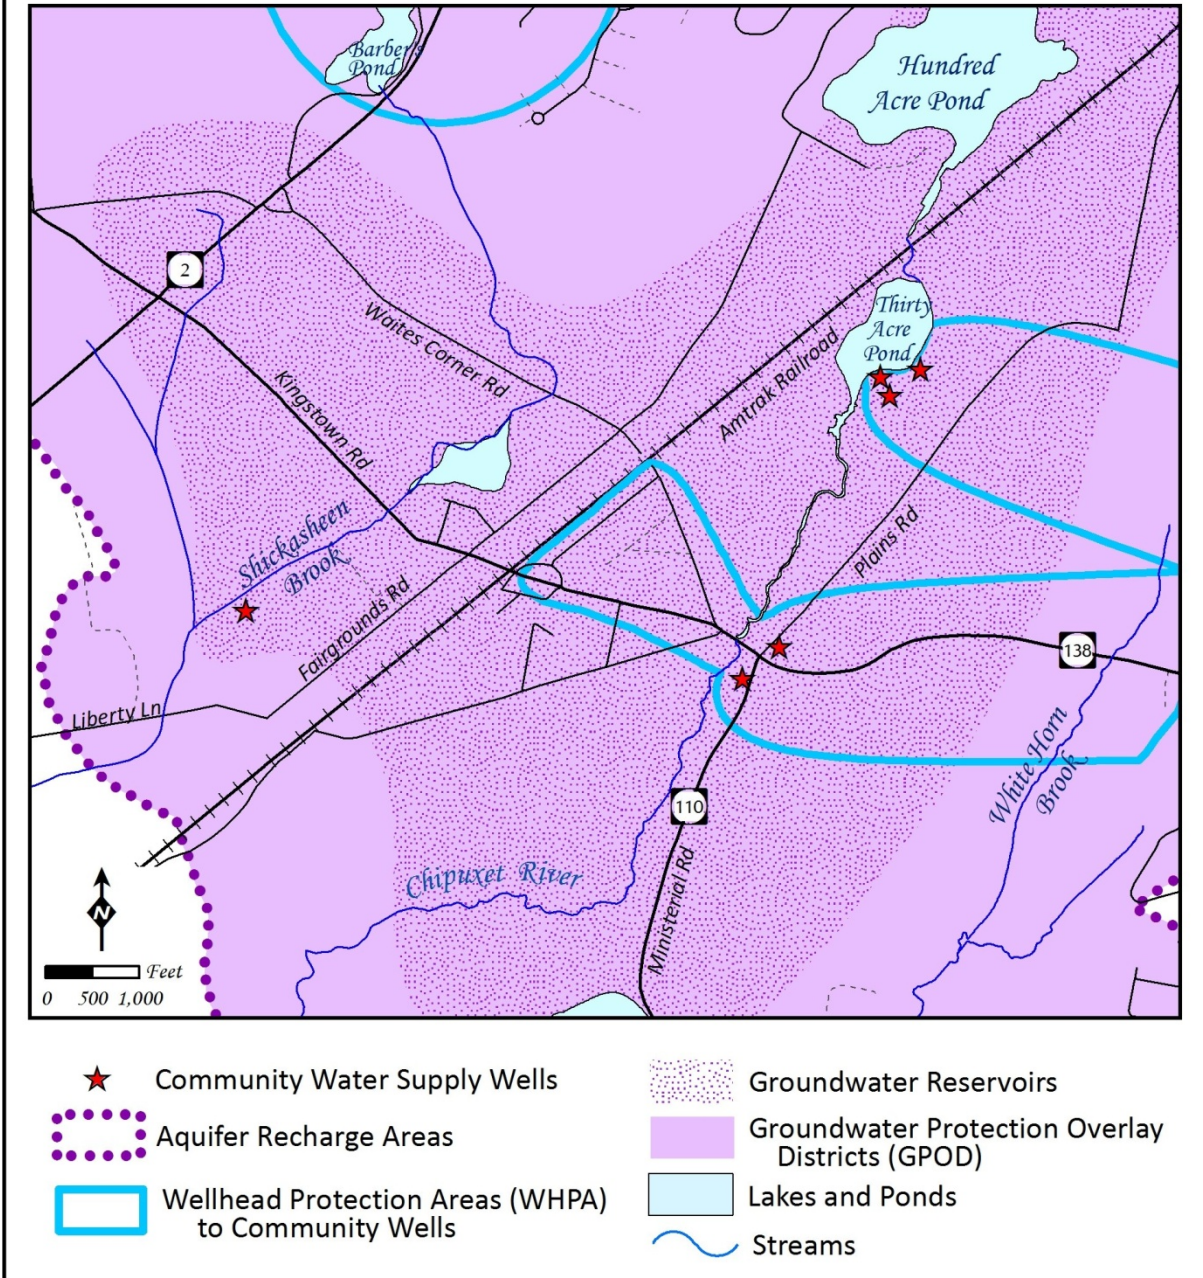 Barber's
Pond
Hundred
Acre Pond
2
Thirty
Acre
Pond
Waites Corner Rd
Amtrak Railroad
Kingstown Rd
Shickasheen
Brook
Plains Rd
Fairgrounds Rd
138
Liberty Ln
White Horn
Brook
110
Chipuxet River
Ministerial Rd
N
Feet
0 500 1,000
Community Water Supply Wells
Aquifer Recharge Areas
Wellhead Protection Areas (WHPA)
to Community Wells
Groundwater Reservoirs
Groundwater Protection Overlay
Districts (GPOD)
Lakes and Ponds
Streams